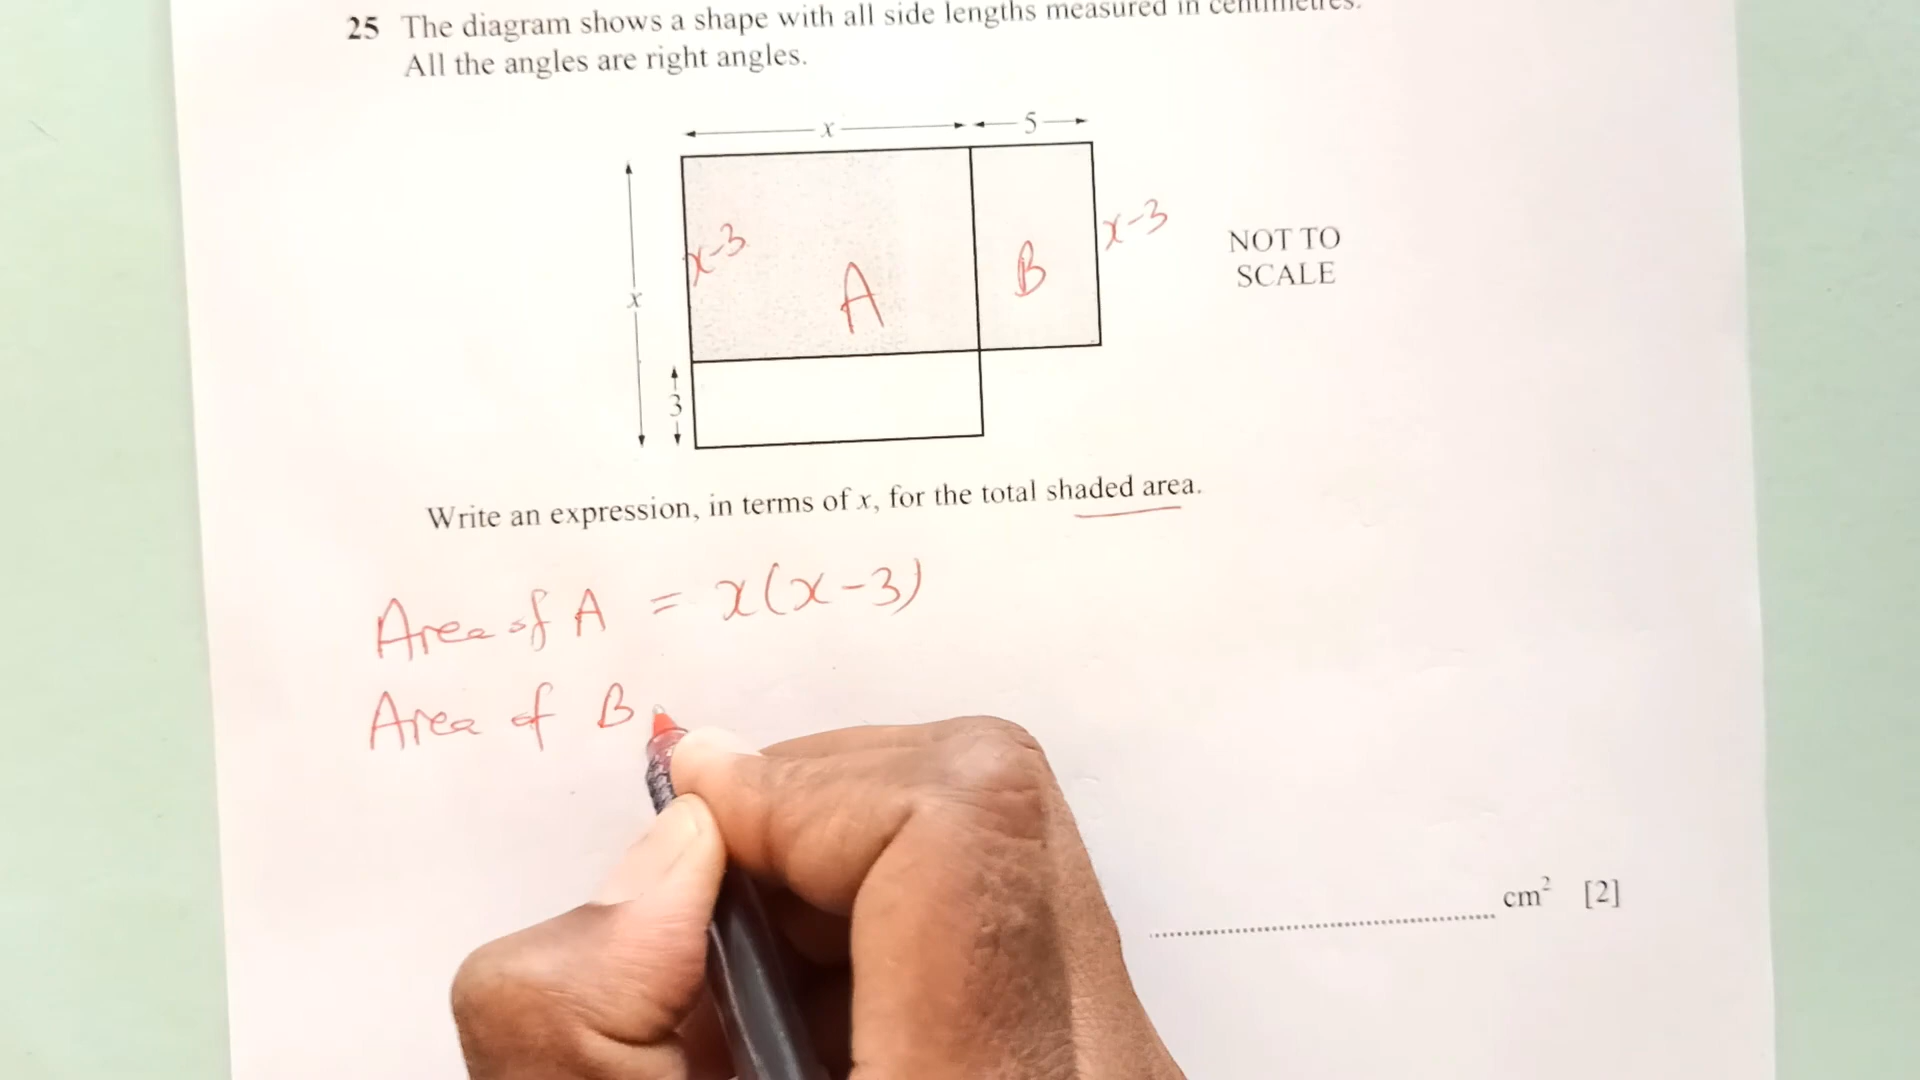 25 The diagram shows a shape with all side lengths measured in centimetres.
All the angles are right angles.
x 5
x-3
x-3
A
B
x
3
NOT TO
SCALE
Write an expression, in terms of x, for the total shaded area.
Area of A = x(x-3)
Area of B
cm² [2]